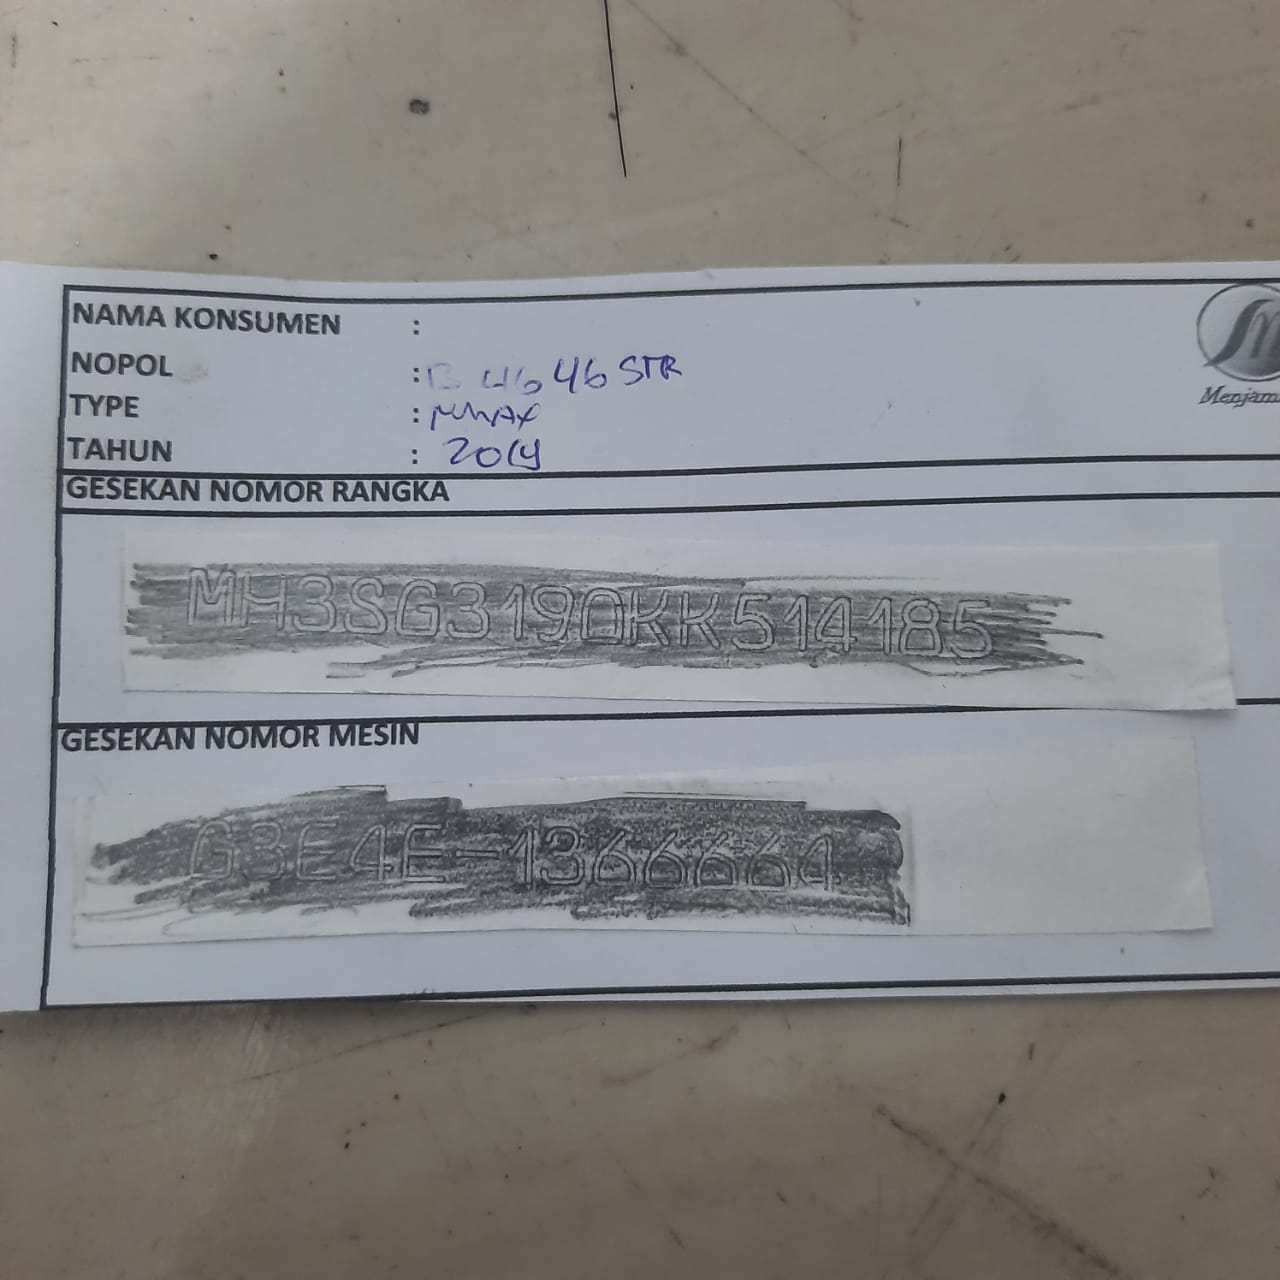 NAMA KONSUMEN :
NOPOL : B 4646 STR
TYPE : NMAX
TAHUN : 2019
Menjam
GESEKAN NOMOR RANGKA
MH3SG3190KK514185
GESEKAN NOMOR MESIN
G3E4E-1366664